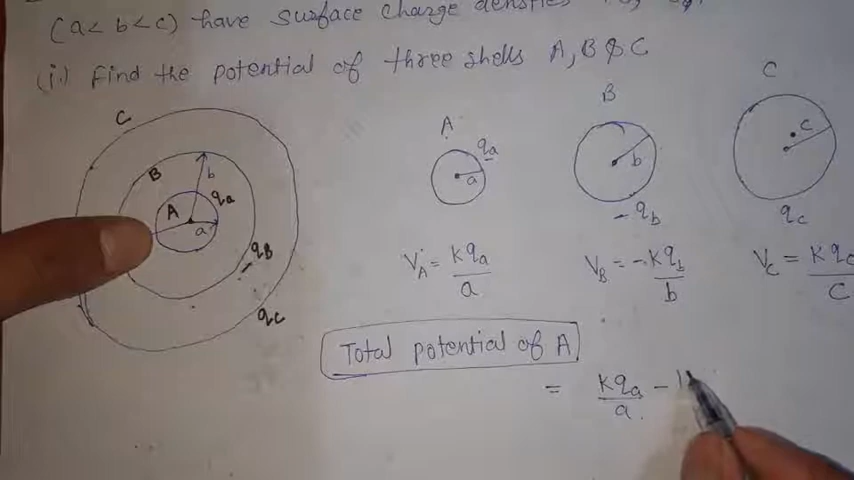 (a < b < c) have surface charge densities
(i.) Find the potential of three shells A, B & C
C
B
b
qa
A
a
qB
-
qC
A
qa
a
B
b
- qb
C
c
qc
VA = kqa/a
VB = -kqb/b
VC = kqc/c
Total potential of A
= kqa/a -